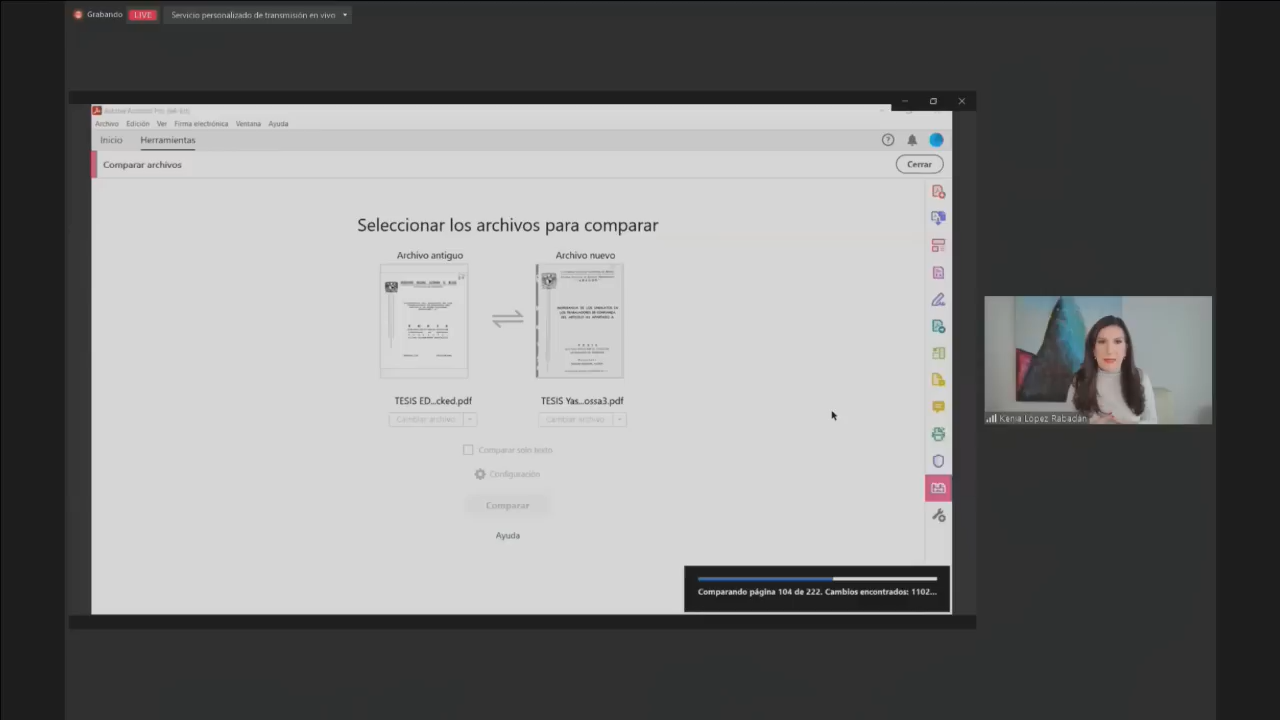 Grabando
LIVE
Servicio personalizado de transmisión en vivo
Archivo Edición Ver Firma electrónica Ventana Ayuda
Inicio Herramientas
Comparar archivos
Cerrar
Seleccionar los archivos para comparar
Archivo antiguo
Archivo nuevo
TESIS ED...cked.pdf
TESIS Yas...ossa3.pdf
Cambiar archivo
Cambiar archivo
Comparar solo texto
Configuración
Comparar
Ayuda
Comparando página 104 de 222. Cambios encontrados: 1102...
Kenia López Rabadán